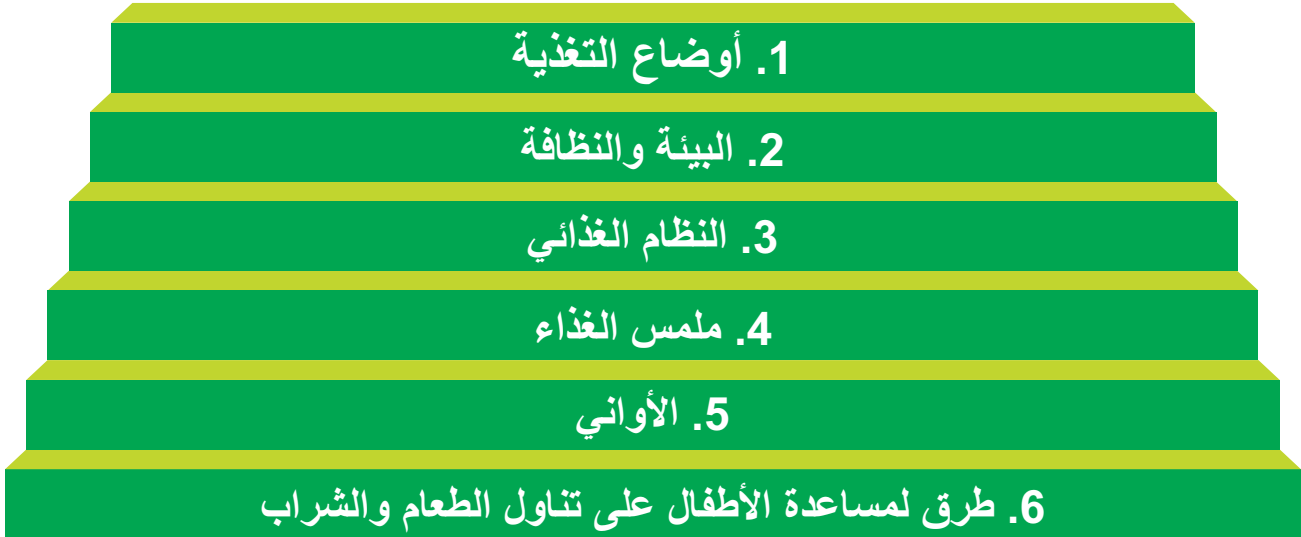 1. أوضاع التغذية
2. البيئة والنظافة
3. النظام الغذائي
4. ملمس الغذاء
5. الأواني
6. طرق لمساعدة الأطفال على تناول الطعام والشراب